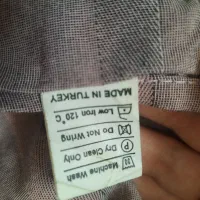 Machine Wash
Dry Clean Only
Do Not Wring
Low Iron 120°C
MADE IN TURKEY